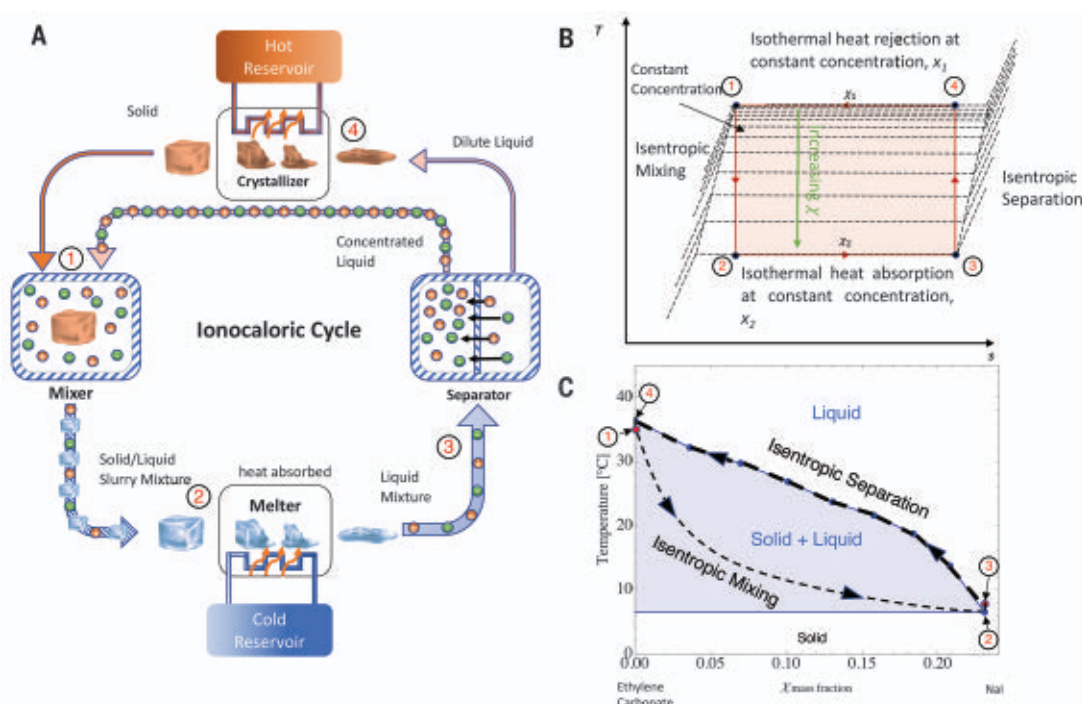 A
Hot
Reservoir
Solid
4
Crystallizer
Dilute Liquid
1
Concentrated
Liquid
Ionocaloric Cycle
Mixer
Separator
Solid/Liquid
Slurry Mixture
2
heat absorbed
Melter
Liquid
Mixture
3
Cold
Reservoir
B
T
Isothermal heat rejection at
constant concentration, x1
1
Constant
Concentration
x1
4
Isentropic
Mixing
Increasing χ
Isentropic
Separation
x2
2
3
Isothermal heat absorption
at constant concentration,
x2
s
C
40
30
20
10
0
Temperature [°C]
4
1
Liquid
Isentropic Separation
Solid + Liquid
Isentropic Mixing
3
2
Solid
0.00
0.05
0.10
0.15
0.20
Ethylene
Carbonate
χ mass fraction
NaI